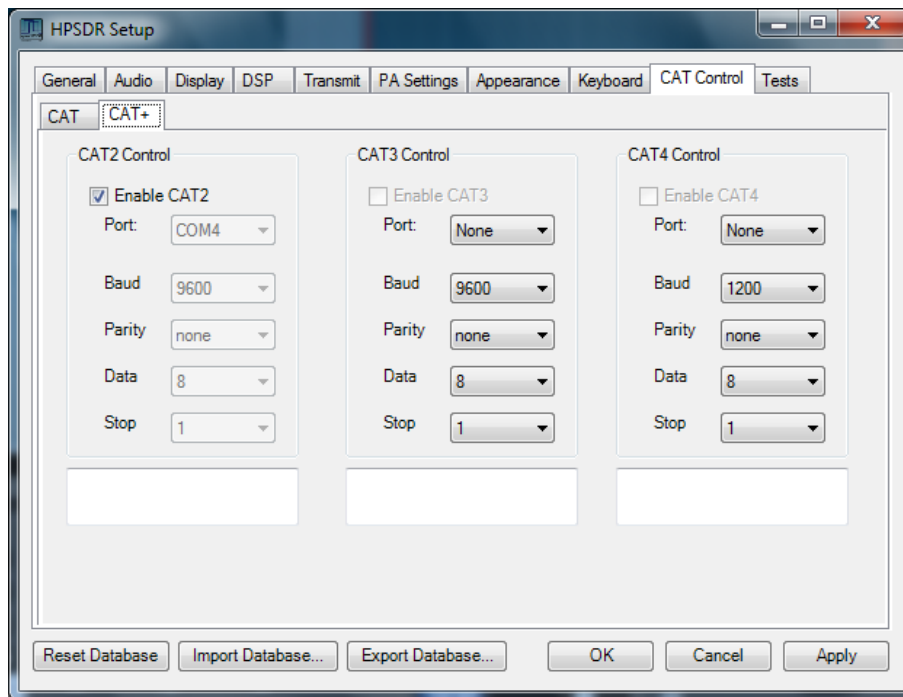 HPSDR Setup
General Audio Display DSP Transmit PA Settings Appearance Keyboard CAT Control Tests
CAT CAT+
CAT2 Control CAT3 Control CAT4 Control
Enable CAT2 Enable CAT3 Enable CAT4
Port: COM4 Port: None Port: None
Baud 9600 Baud 9600 Baud 1200
Parity none Parity none Parity none
Data 8 Data 8 Data 8
Stop 1 Stop 1 Stop 1
Reset Database Import Database... Export Database... OK Cancel Apply